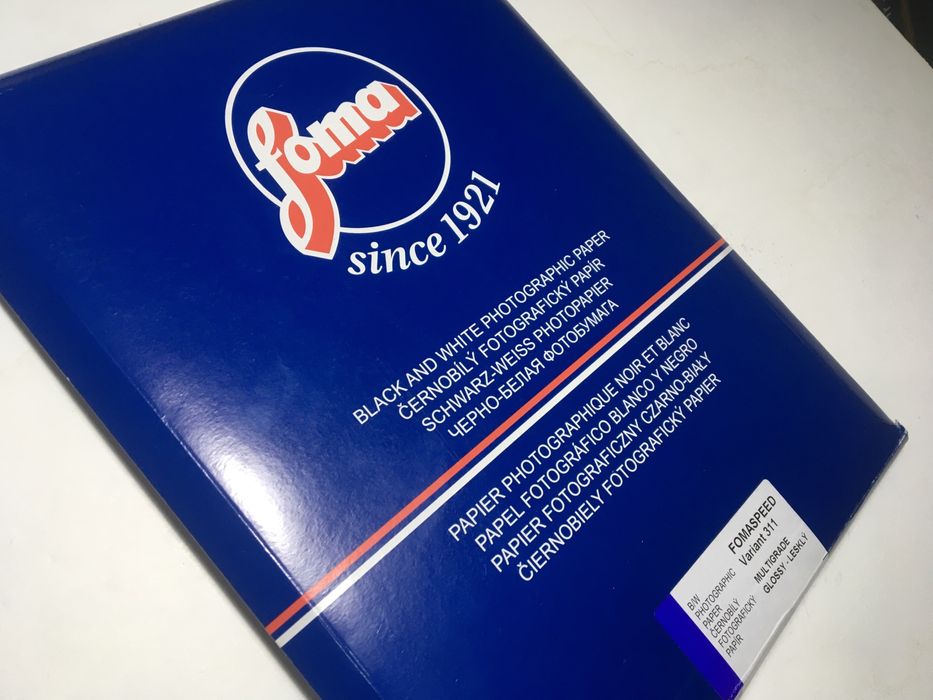 foma
since 1921
BLACK AND WHITE PHOTOGRAPHIC PAPER
ČERNOBÍLÝ FOTOGRAFICKÝ PAPÍR
SCHWARZ-WEISS PHOTOPAPIER
ЧЕРНО-БЕЛАЯ ФОТОБУМАГА
PAPIER PHOTOGRAPHIQUE NOIR ET BLANC
PAPEL FOTOGRÁFICO BLANCO Y NEGRO
PAPIER FOTOGRAFICZNY CZARNO-BIAŁY
ČIERNOBIELY FOTOGRAFICKÝ PAPIER
FOMASPEED
Variant 311
MULTIGRADE
GLOSSY - LESKLÝ
B/W
PHOTOGRAPHIC
PAPER
ČERNOBÍLÝ
FOTOGRAFICKÝ
PAPÍR